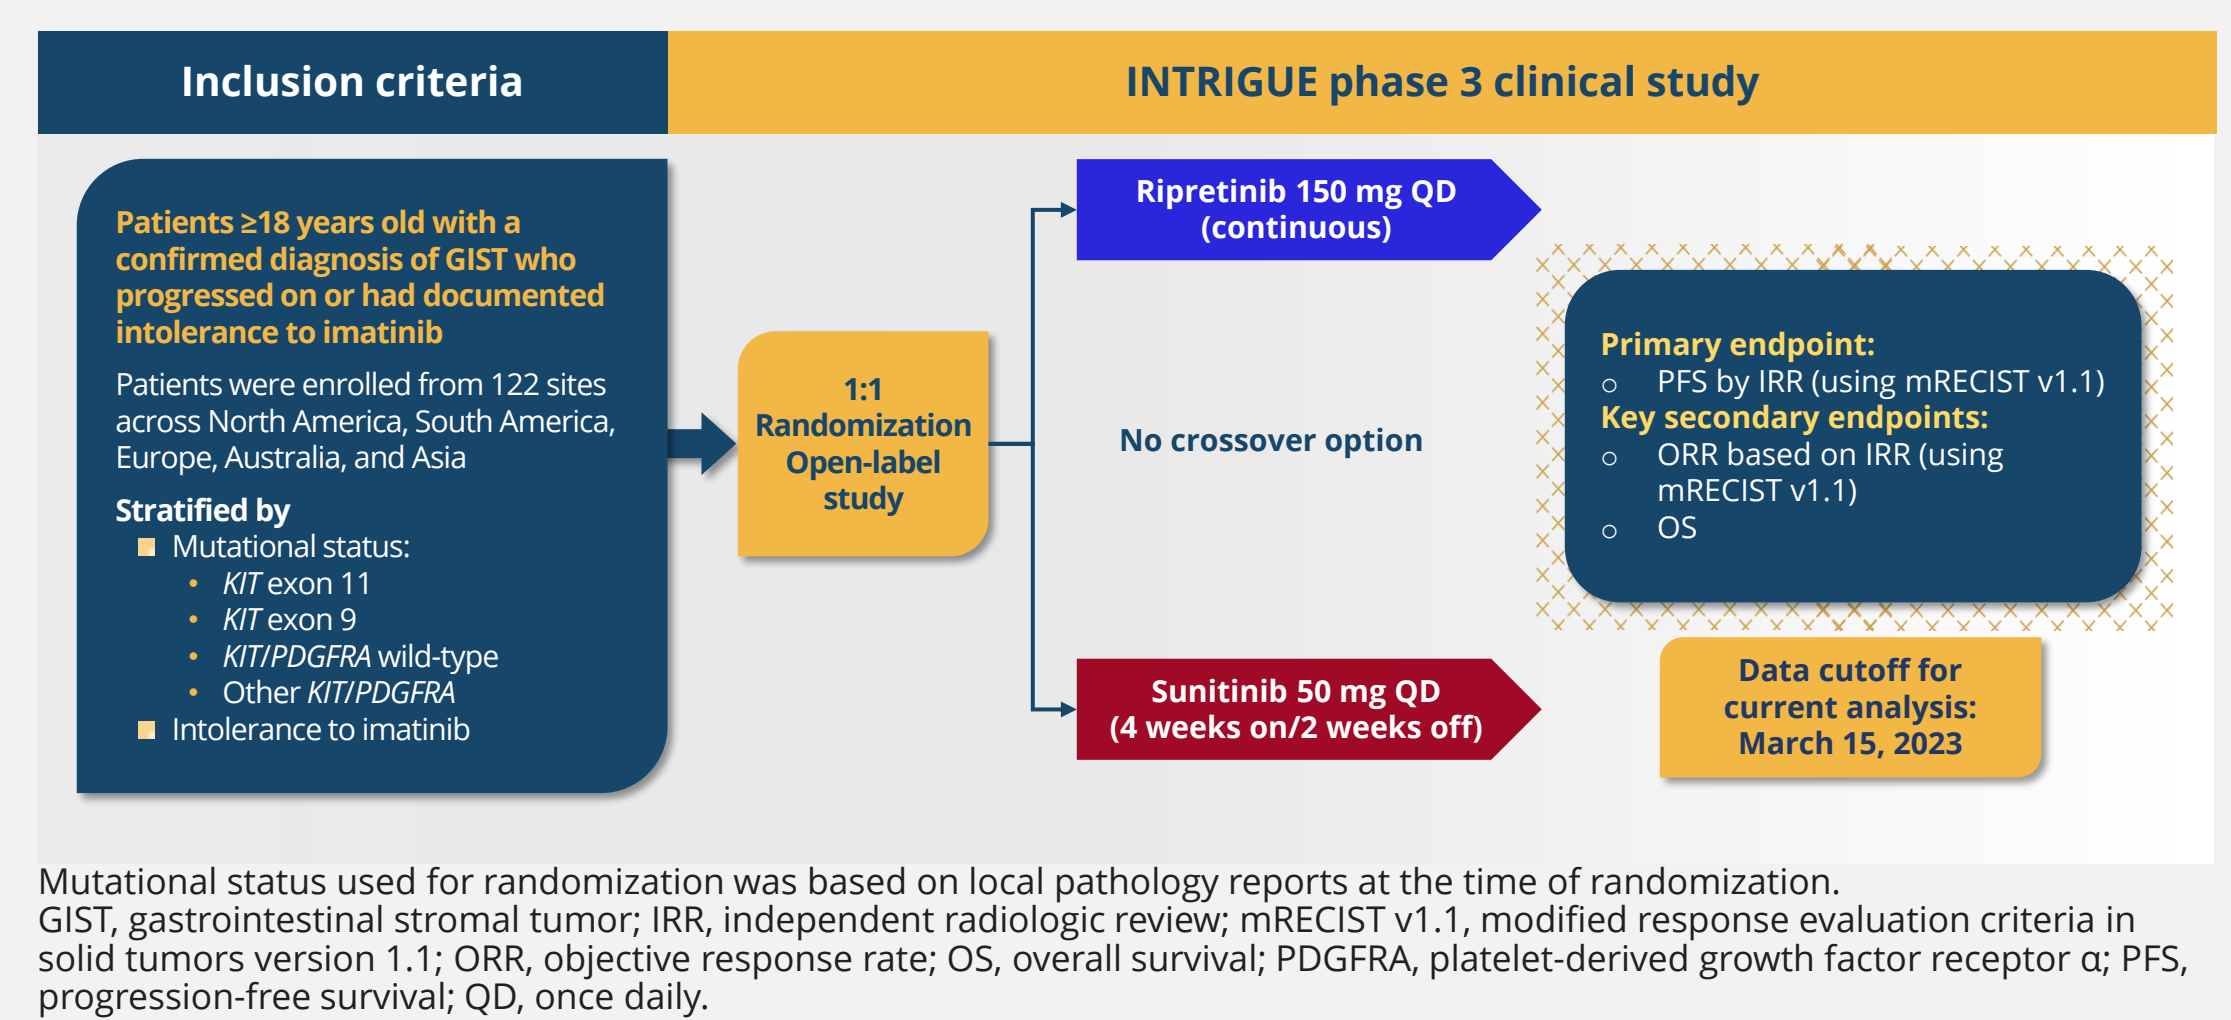 Inclusion criteria
INTRIGUE phase 3 clinical study
Patients ≥18 years old with a
confirmed diagnosis of GIST who
progressed on or had documented
intolerance to imatinib
Patients were enrolled from 122 sites
across North America, South America,
Europe, Australia, and Asia
Stratified by
Mutational status:
• KIT exon 11
• KIT exon 9
• KIT/PDGFRA wild-type
• Other KIT/PDGFRA
Intolerance to imatinib
1:1
Randomization
Open-label
study
Ripretinib 150 mg QD
(continuous)
No crossover option
Sunitinib 50 mg QD
(4 weeks on/2 weeks off)
Primary endpoint:
○ PFS by IRR (using mRECIST v1.1)
Key secondary endpoints:
○ ORR based on IRR (using
mRECIST v1.1)
○ OS
Data cutoff for
current analysis:
March 15, 2023
Mutational status used for randomization was based on local pathology reports at the time of randomization.
GIST, gastrointestinal stromal tumor; IRR, independent radiologic review; mRECIST v1.1, modified response evaluation criteria in
solid tumors version 1.1; ORR, objective response rate; OS, overall survival; PDGFRA, platelet-derived growth factor receptor α; PFS,
progression-free survival; QD, once daily.